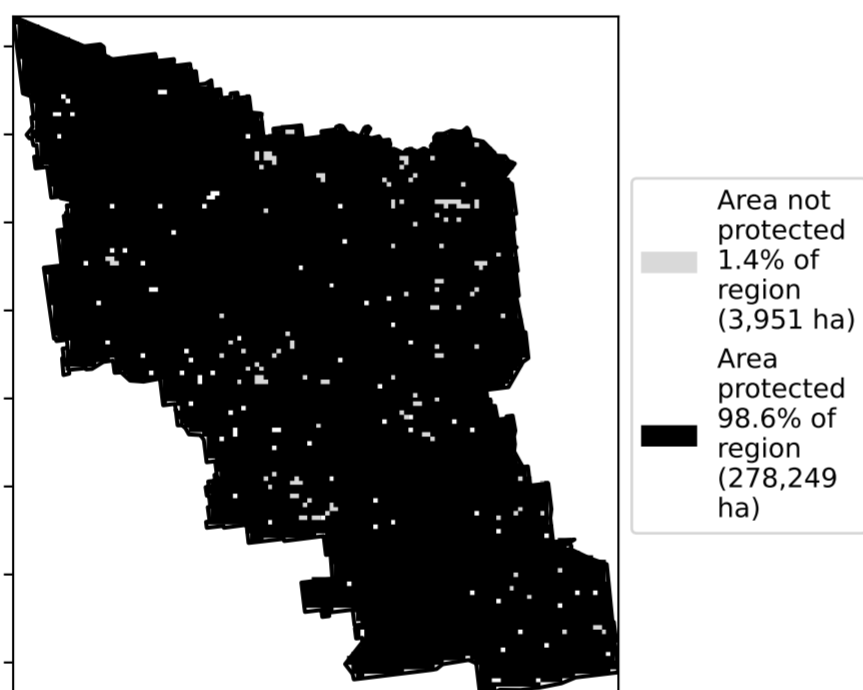 Area not
protected
1.4% of
region
(3,951 ha)
Area
protected
98.6% of
region
(278,249
ha)